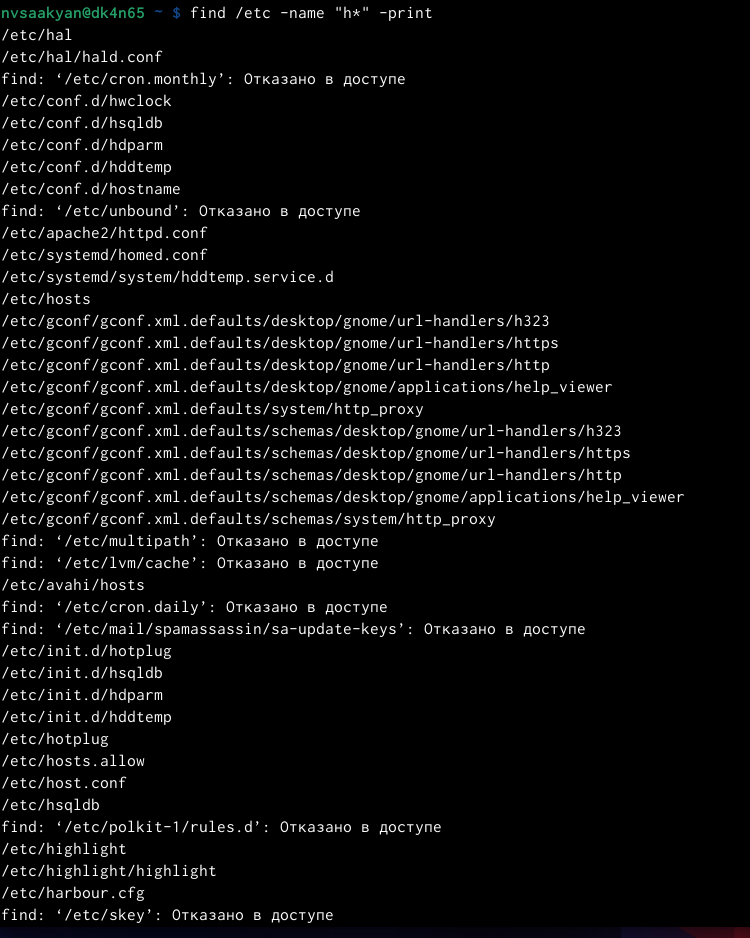 nvsaakyan@dk4n65 ~ $ find /etc -name "h*" -print
/etc/hal
/etc/hal/hald.conf
find: ‘/etc/cron.monthly’: Отказано в доступе
/etc/conf.d/hwclock
/etc/conf.d/hsqldb
/etc/conf.d/hdparm
/etc/conf.d/hddtemp
/etc/conf.d/hostname
find: ‘/etc/unbound’: Отказано в доступе
/etc/apache2/httpd.conf
/etc/systemd/homed.conf
/etc/systemd/system/hddtemp.service.d
/etc/hosts
/etc/gconf/gconf.xml.defaults/desktop/gnome/url-handlers/h323
/etc/gconf/gconf.xml.defaults/desktop/gnome/url-handlers/https
/etc/gconf/gconf.xml.defaults/desktop/gnome/url-handlers/http
/etc/gconf/gconf.xml.defaults/desktop/gnome/applications/help_viewer
/etc/gconf/gconf.xml.defaults/system/http_proxy
/etc/gconf/gconf.xml.defaults/schemas/desktop/gnome/url-handlers/h323
/etc/gconf/gconf.xml.defaults/schemas/desktop/gnome/url-handlers/https
/etc/gconf/gconf.xml.defaults/schemas/desktop/gnome/url-handlers/http
/etc/gconf/gconf.xml.defaults/schemas/desktop/gnome/applications/help_viewer
/etc/gconf/gconf.xml.defaults/schemas/system/http_proxy
find: ‘/etc/multipath’: Отказано в доступе
find: ‘/etc/lvm/cache’: Отказано в доступе
/etc/avahi/hosts
find: ‘/etc/cron.daily’: Отказано в доступе
find: ‘/etc/mail/spamassassin/sa-update-keys’: Отказано в доступе
/etc/init.d/hotplug
/etc/init.d/hsqldb
/etc/init.d/hdparm
/etc/init.d/hddtemp
/etc/hotplug
/etc/hosts.allow
/etc/host.conf
/etc/hsqldb
find: ‘/etc/polkit-1/rules.d’: Отказано в доступе
/etc/highlight
/etc/highlight/highlight
/etc/harbour.cfg
find: ‘/etc/skey’: Отказано в доступе